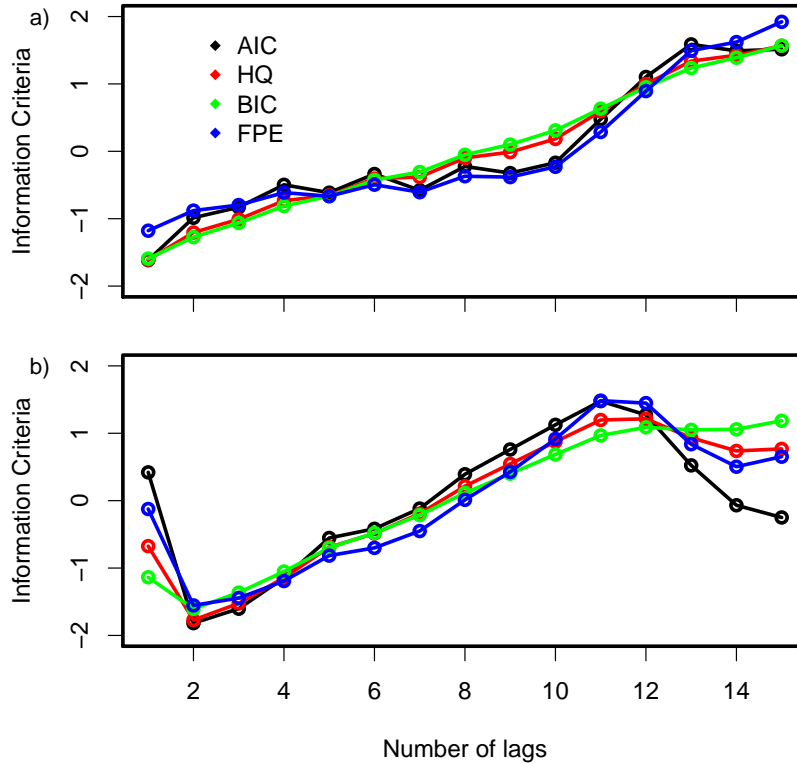 a)
Information Criteria
2
1
0
−1
−2
AIC
HQ
BIC
FPE
b)
Information Criteria
2
1
0
−1
−2
2 4 6 8 10 12 14
Number of lags